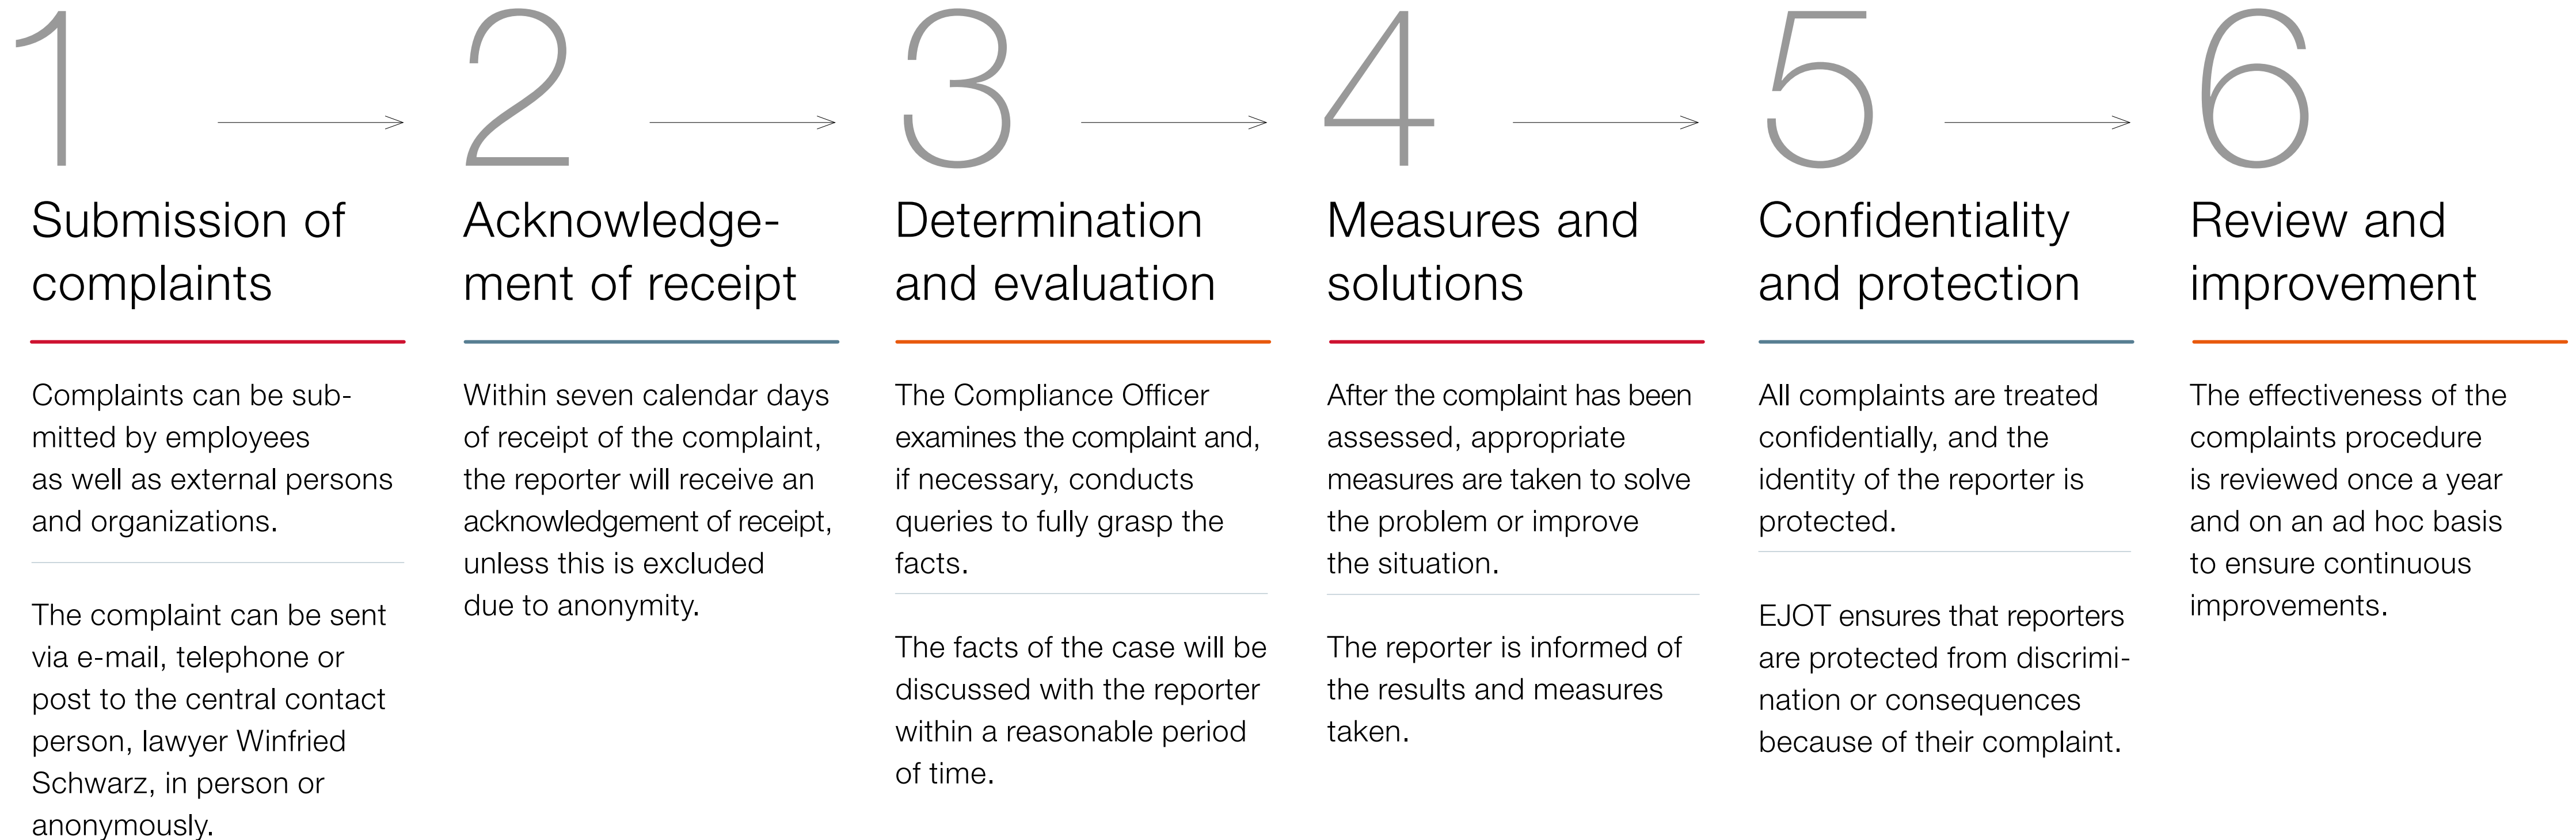 1
Submission of
complaints
Complaints can be sub-
mitted by employees
as well as external persons
and organizations.
The complaint can be sent
via e-mail, telephone or
post to the central contact
person, lawyer Winfried
Schwarz, in person or
anonymously.
2
Acknowledge-
ment of receipt
Within seven calendar days
of receipt of the complaint,
the reporter will receive an
acknowledgement of receipt,
unless this is excluded
due to anonymity.
3
Determination
and evaluation
The Compliance Officer
examines the complaint and,
if necessary, conducts
queries to fully grasp the
facts.
The facts of the case will be
discussed with the reporter
within a reasonable period
of time.
4
Measures and
solutions
After the complaint has been
assessed, appropriate
measures are taken to solve
the problem or improve
the situation.
The reporter is informed of
the results and measures
taken.
5
Confidentiality
and protection
All complaints are treated
confidentially, and the
identity of the reporter is
protected.
EJOT ensures that reporters
are protected from discrimi-
nation or consequences
because of their complaint.
6
Review and
improvement
The effectiveness of the
complaints procedure
is reviewed once a year
and on an ad hoc basis
to ensure continuous
improvements.